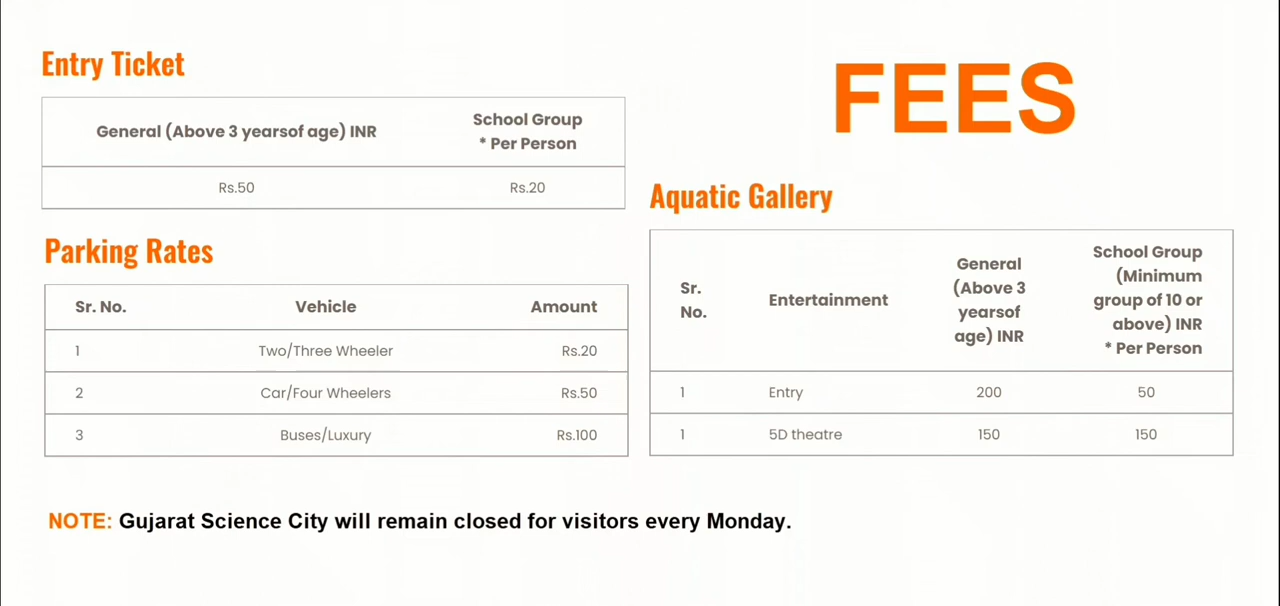 Entry Ticket
General (Above 3 yearsof age) INR
School Group
* Per Person
Rs.50
Rs.20
Parking Rates
Sr. No.
Vehicle
Amount
1
Two/Three Wheeler
Rs.20
2
Car/Four Wheelers
Rs.50
3
Buses/Luxury
Rs.100
FEES
Aquatic Gallery
Sr.
No.
Entertainment
General
(Above 3
yearsof
age) INR
School Group
(Minimum
group of 10 or
above) INR
* Per Person
1
Entry
200
50
1
5D theatre
150
150
NOTE: Gujarat Science City will remain closed for visitors every Monday.